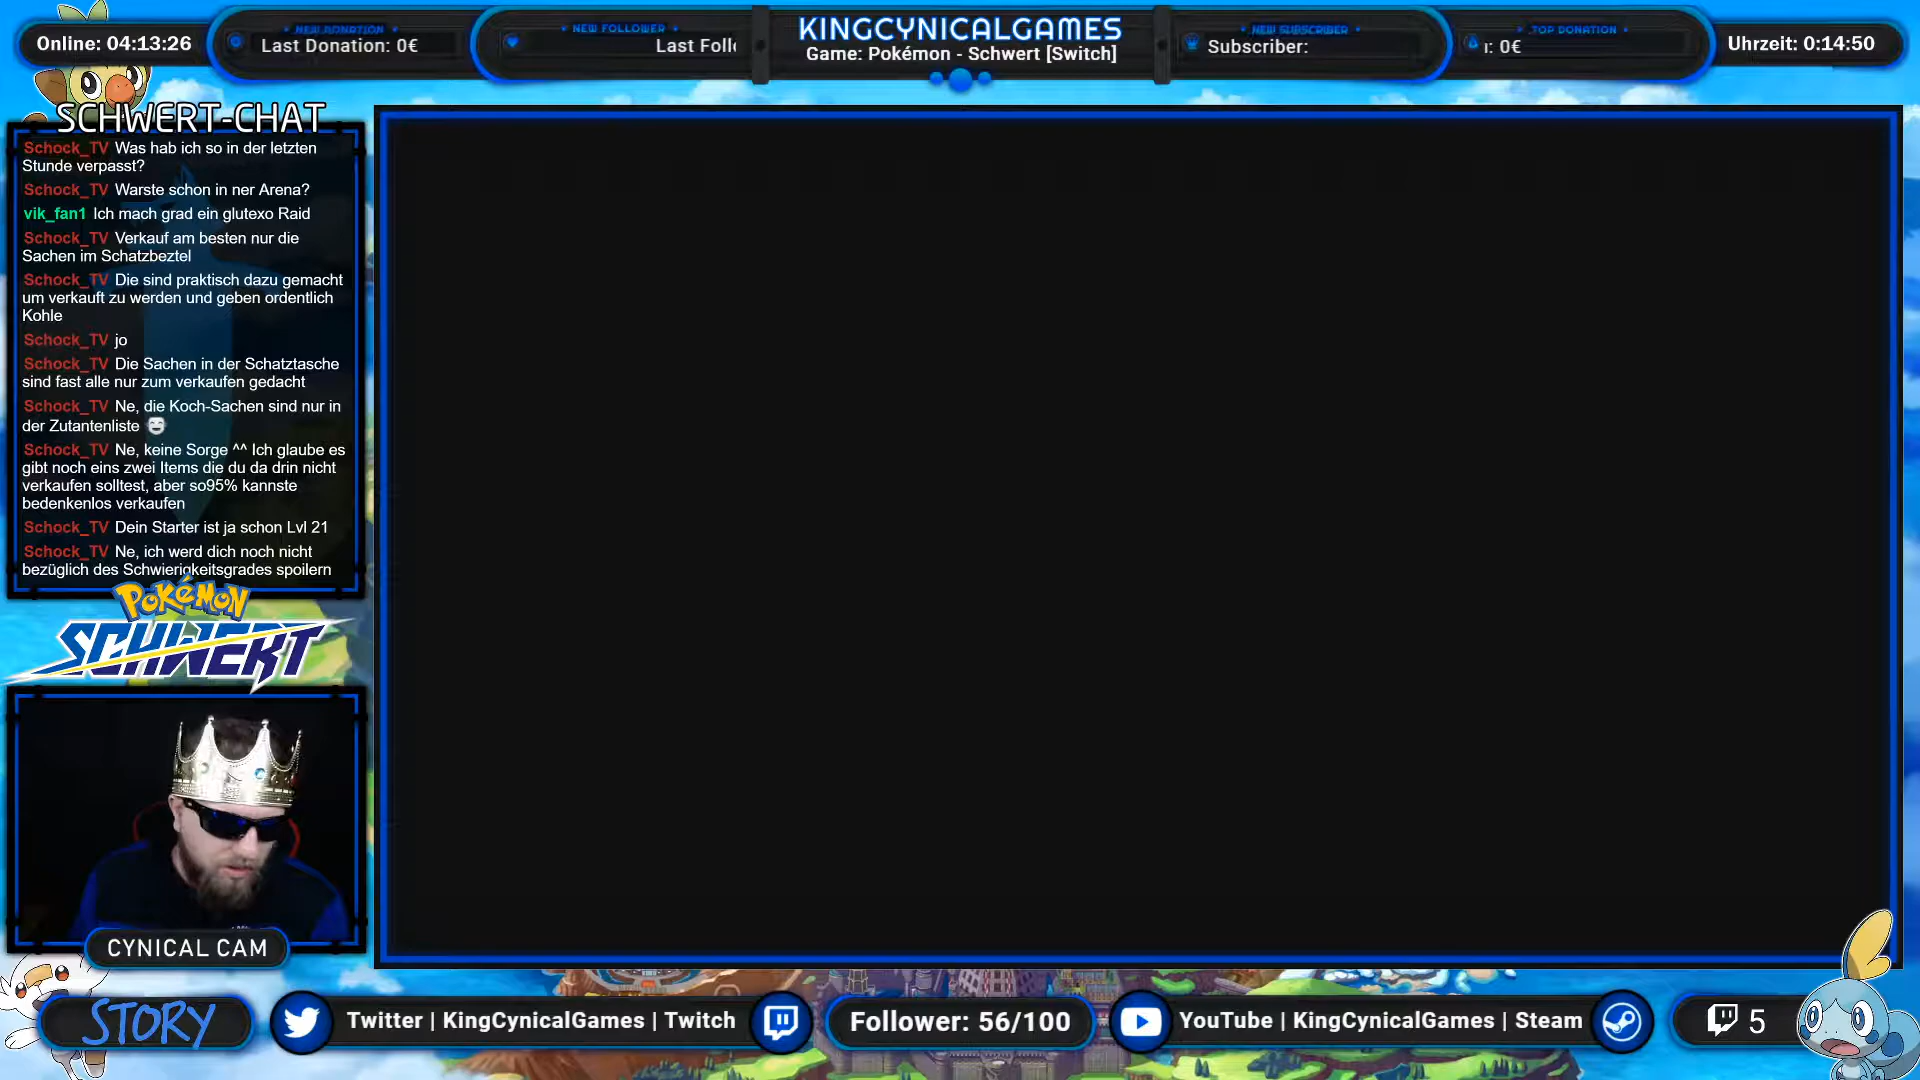 Online: 04:13:26
NEW DONATION
Last Donation: 0€
NEW FOLLOWER
Last Foll
KINGCYNICALGAMES
Game: Pokémon - Schwert [Switch]
NEW SUBSCRIBER
Subscriber:
TOP DONATION
: 0€
Uhrzeit: 0:14:50
SCHWERT-CHAT
Schock_TV Was hab ich so in der letzten
Stunde verpasst?
Schock_TV Warste schon in ner Arena?
vik_fan1 Ich mach grad ein glutexo Raid
Schock_TV Verkauf am besten nur die
Sachen im Schatzbeztel
Schock_TV Die sind praktisch dazu gemacht
um verkauft zu werden und geben ordentlich
Kohle
Schock_TV jo
Schock_TV Die Sachen in der Schatztasche
sind fast alle nur zum verkaufen gedacht
Schock_TV Ne, die Koch-Sachen sind nur in
der Zutantenliste
Schock_TV Ne, keine Sorge ^^ Ich glaube es
gibt noch eins zwei Items die du da drin nicht
verkaufen solltest, aber so95% kannste
bedenkenlos verkaufen
Schock_TV Dein Starter ist ja schon Lvl 21
Schock_TV Ne, ich werd dich noch nicht
bezüglich des Schwierigkeitsgrades spoilern
POKÉMON
SCHWERT
CYNICAL CAM
STORY
Twitter | KingCynicalGames | Twitch
Follower: 56/100
YouTube | KingCynicalGames | Steam
5